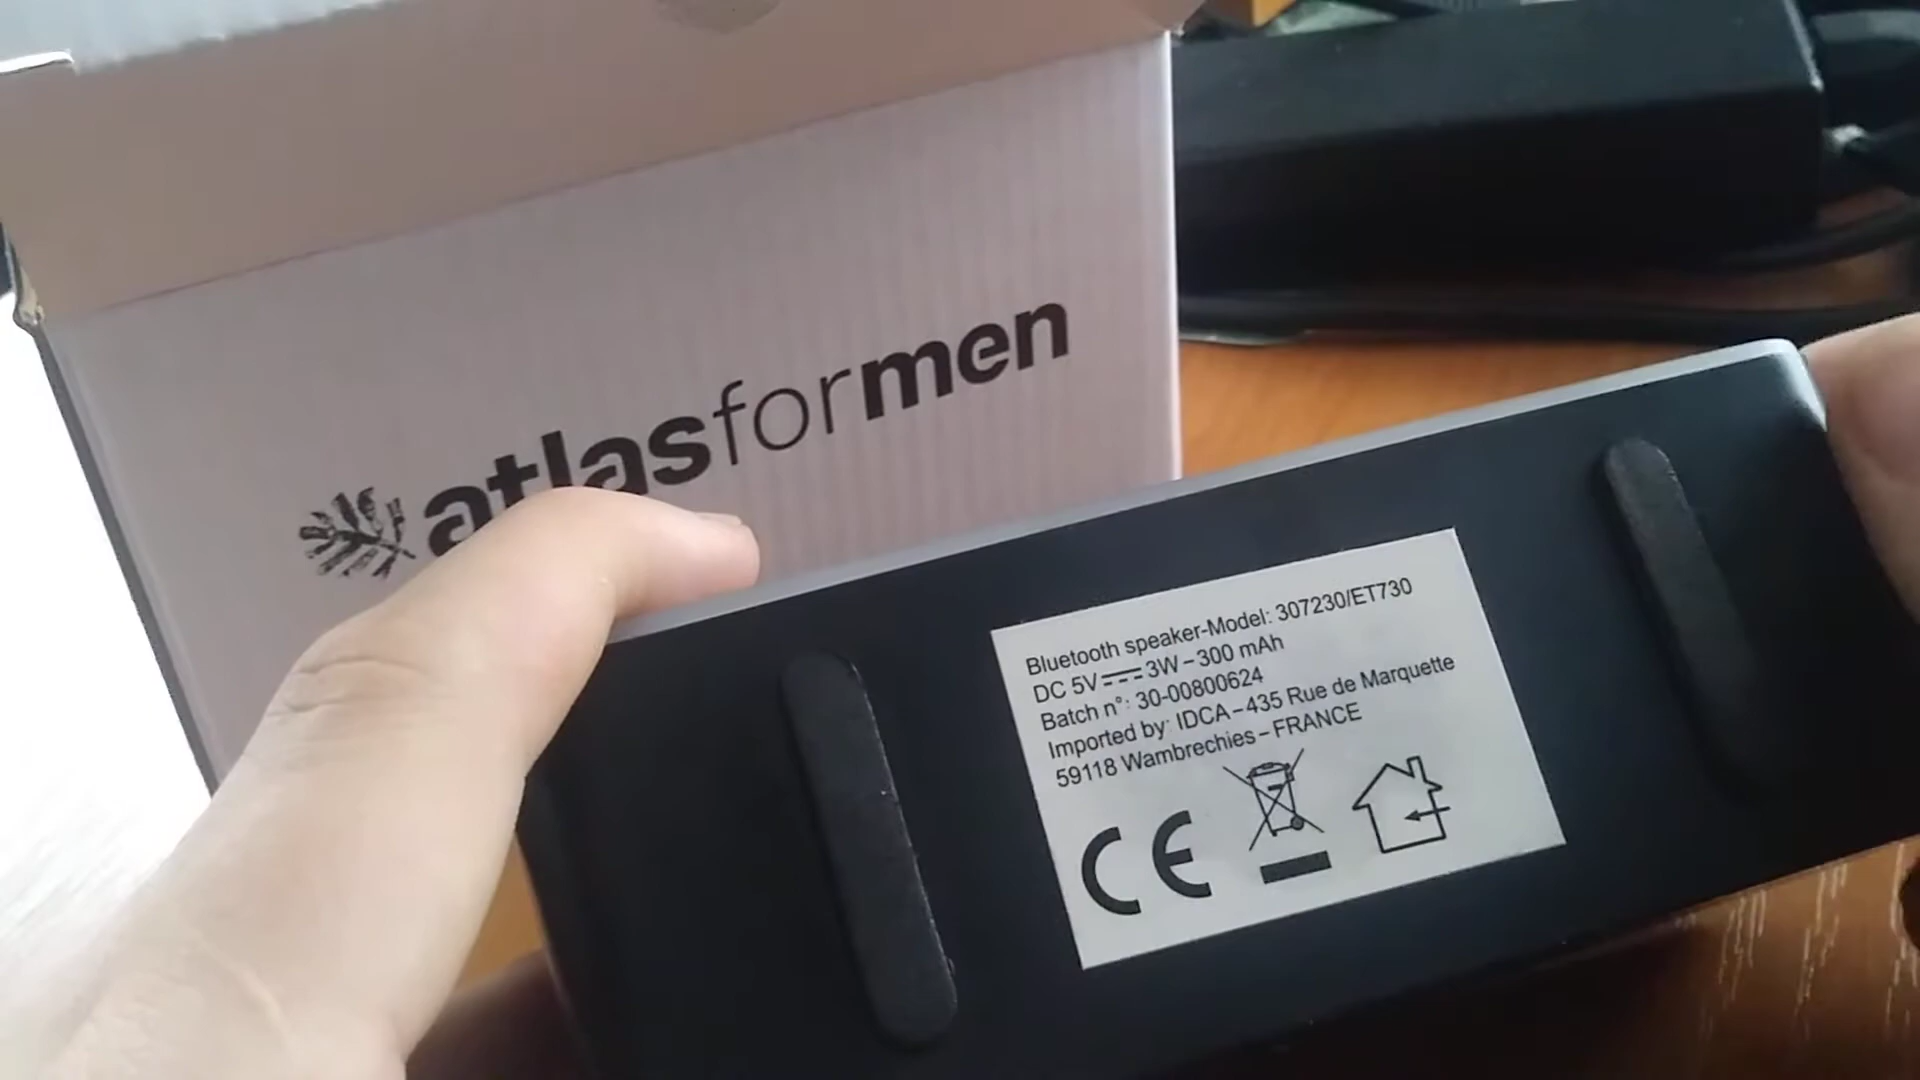 atlasformen
Bluetooth speaker-Model: 307230/ET730
DC 5V⎓3W – 300 mAh
Batch n°: 30-00800624
Imported by: IDCA – 435 Rue de Marquette
59118 Wambrechies – FRANCE
CE